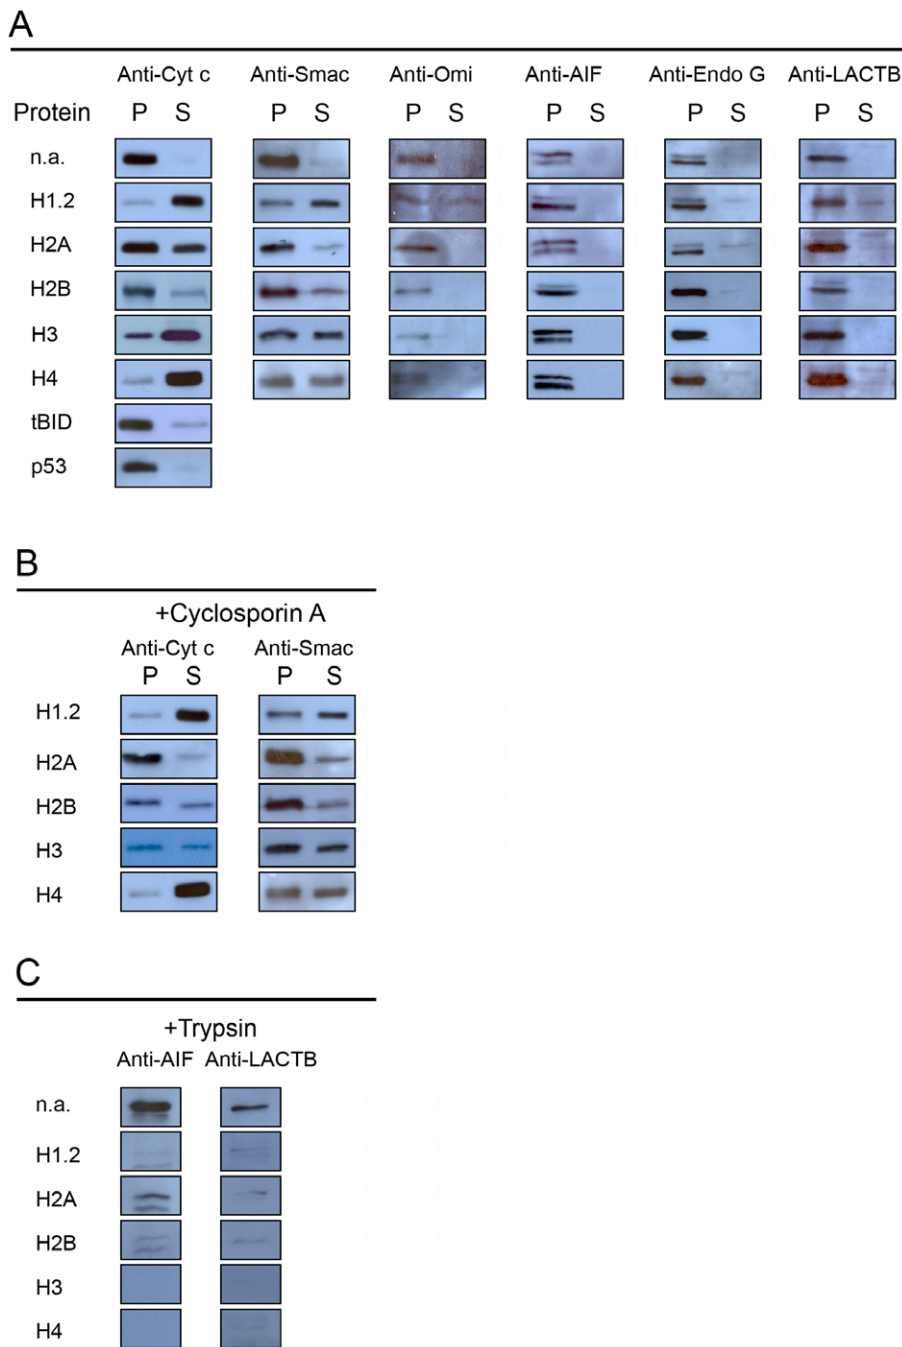 A
Anti-Cyt c Anti-Smac Anti-Omi Anti-AIF Anti-Endo G Anti-LACTB
Protein P S P S P S P S P S P S
n.a.
H1.2
H2A
H2B
H3
H4
tBID
p53
B
+Cyclosporin A
Anti-Cyt c Anti-Smac
P S P S
H1.2
H2A
H2B
H3
H4
C
+Trypsin
Anti-AIF Anti-LACTB
n.a.
H1.2
H2A
H2B
H3
H4